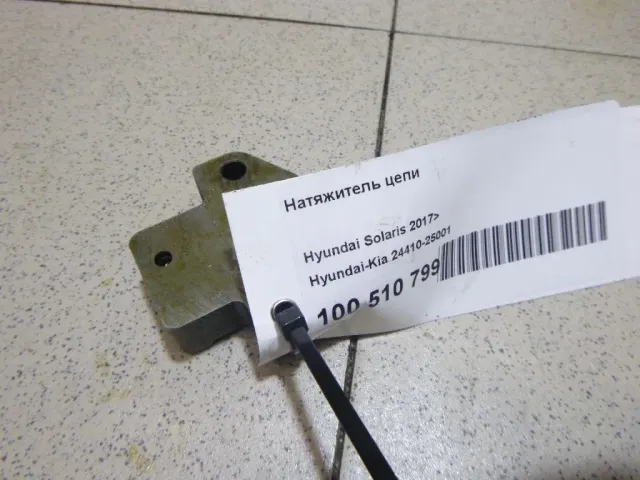 Натяжитель цепи
Hyundai Solaris 2017>
Hyundai-Kia 24410-25001
100 510 799